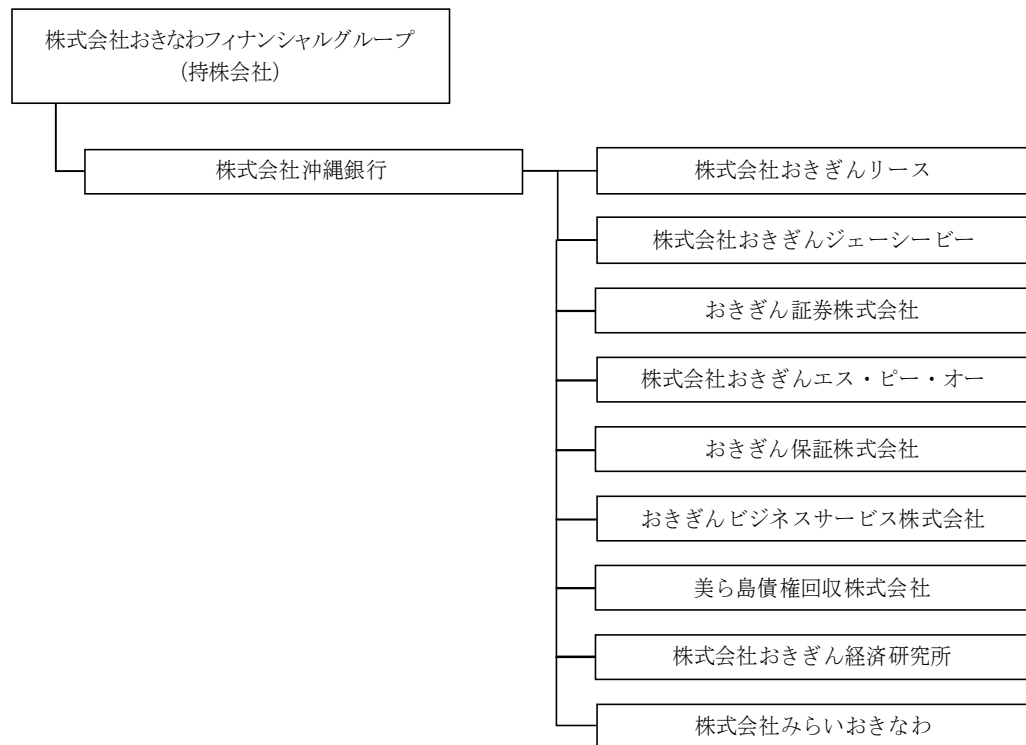 株式会社おきなわフィナンシャルグループ
(持株会社)
株式会社沖縄銀行
株式会社おきぎんリース
株式会社おきぎんジェーシービー
おきぎん証券株式会社
株式会社おきぎんエス・ピー・オー
おきぎん保証株式会社
おきぎんビジネスサービス株式会社
美ら島債権回収株式会社
株式会社おきぎん経済研究所
株式会社みらいおきなわ